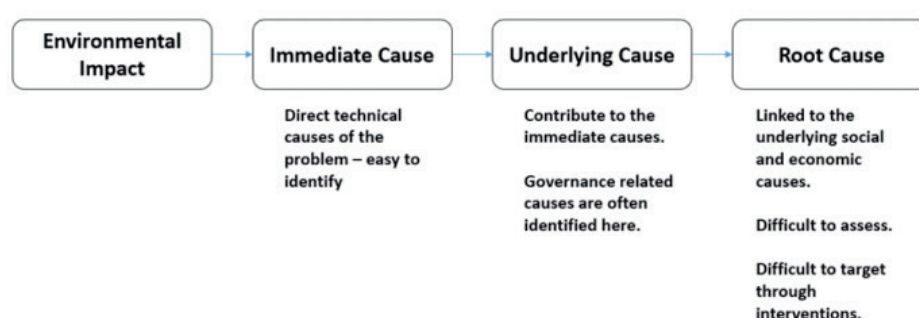 Environmental
Impact
Immediate Cause
Underlying Cause
Root Cause
Direct technical
causes of the
problem – easy to
identify
Contribute to the
immediate causes.
Governance related
causes are often
identified here.
Linked to the
underlying social
and economic
causes.
Difficult to assess.
Difficult to target
through
interventions.